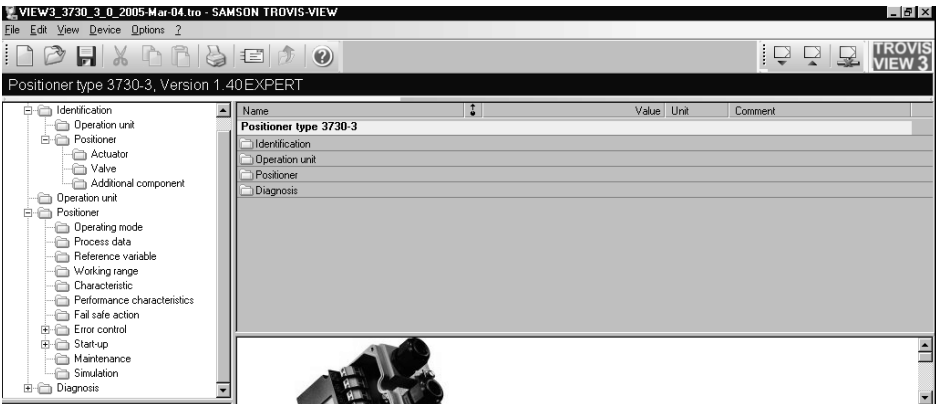 VIEW3_3730_3_0_2005-Mar-04.tro - SAMSON TROVIS-VIEW
File Edit View Device Options ?
TROVIS
VIEW 3
Positioner type 3730-3, Version 1.40EXPERT
Identification
Operation unit
Positioner
Actuator
Valve
Additional component
Operation unit
Positioner
Operating mode
Process data
Reference variable
Working range
Characteristic
Performance characteristics
Fail safe action
Error control
Start-up
Maintenance
Simulation
Diagnosis
Name Value Unit Comment
Positioner type 3730-3
Identification
Operation unit
Positioner
Diagnosis